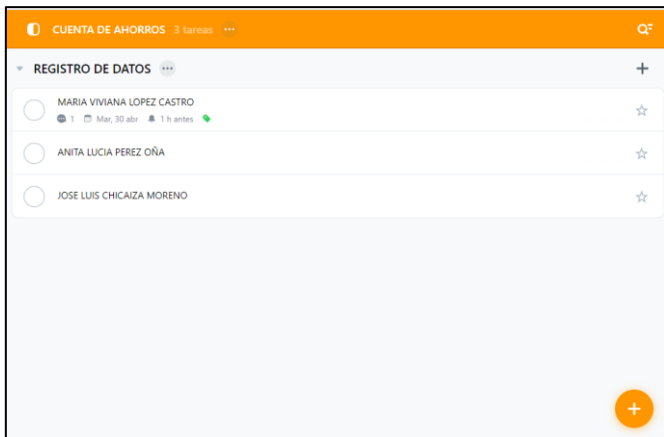 CUENTA DE AHORROS 3 tareas
REGISTRO DE DATOS
MARIA VIVIANA LOPEZ CASTRO
1 Mar, 30 abr 1 h antes
ANITA LUCIA PEREZ OÑA
JOSE LUIS CHICAIZA MORENO